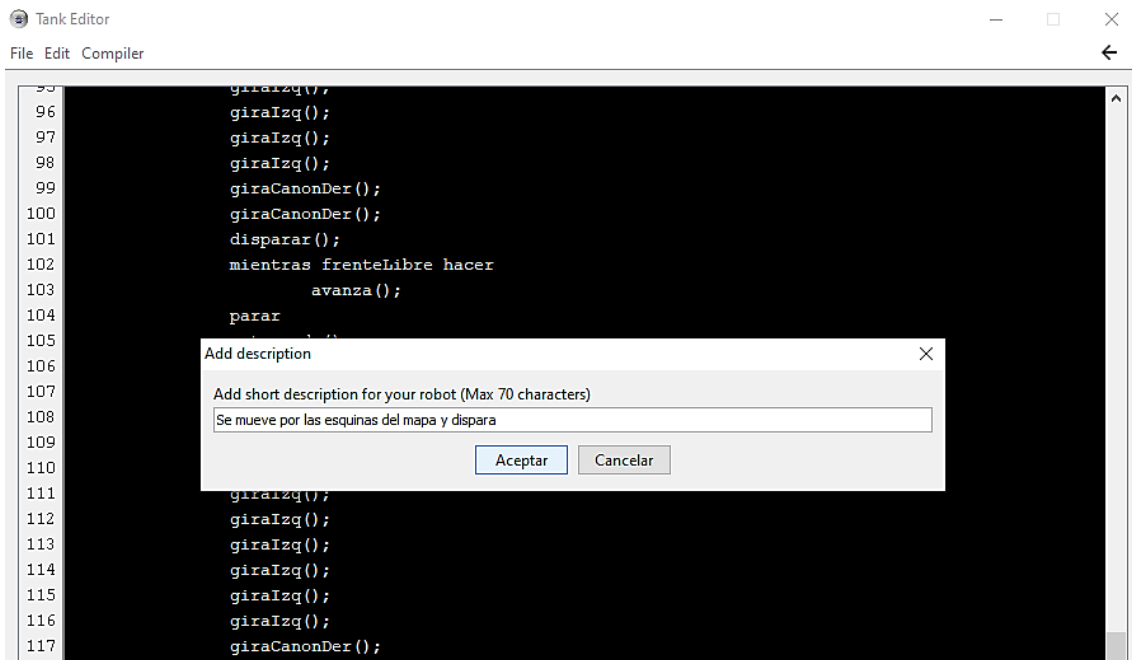 Tank Editor
File Edit Compiler
95 giraIzq();
96 giraIzq();
97 giraIzq();
98 giraIzq();
99 giraCanonDer();
100 giraCanonDer();
101 disparar();
102 mientras frenteLibre hacer
103 avanza();
104 parar
105
106
107
108
109
110
Add description
Add short description for your robot (Max 70 characters)
Se mueve por las esquinas del mapa y dispara
Aceptar Cancelar
111 giraIzq();
112 giraIzq();
113 giraIzq();
114 giraIzq();
115 giraIzq();
116 giraIzq();
117 giraCanonDer();